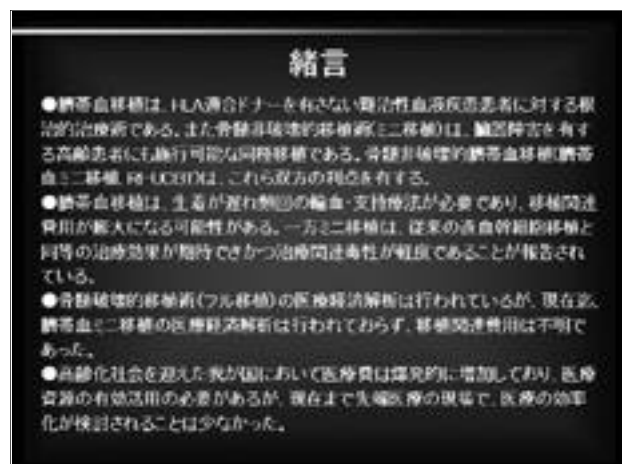 緒言
●臍帯血移植は、HLA適合ドナーを有さない難治性血液疾患患者に対する根
治的治療術である。また骨髄非破壊的移植術(ミニ移植)は、臓器障害を有す
る高齢患者にも施行可能な同種移植である。骨髄非破壊的臍帯血移植(臍帯
血ミニ移植, RI-UCBT)は、これら双方の利点を有する。
●臍帯血移植は、生着が遅れ頻回の輸血・支持療法が必要であり、移植関連
費用が膨大になる可能性がある。一方ミニ移植は、従来の造血幹細胞移植と
同等の治療効果が期待できかつ治療関連毒性が軽度であることが報告され
ている。
●骨髄破壊的移植術(フル移植)の医療経済解析は行われているが、現在迄、
臍帯血ミニ移植の医療経済解析は行われておらず、移植関連費用は不明で
あった。
●高齢化社会を迎えた我が国において医療費は爆発的に増加しており、医療
資源の有効活用の必要があるが、現在まで先端医療の現場で、医療の効率
化が検討されることは少なかった。